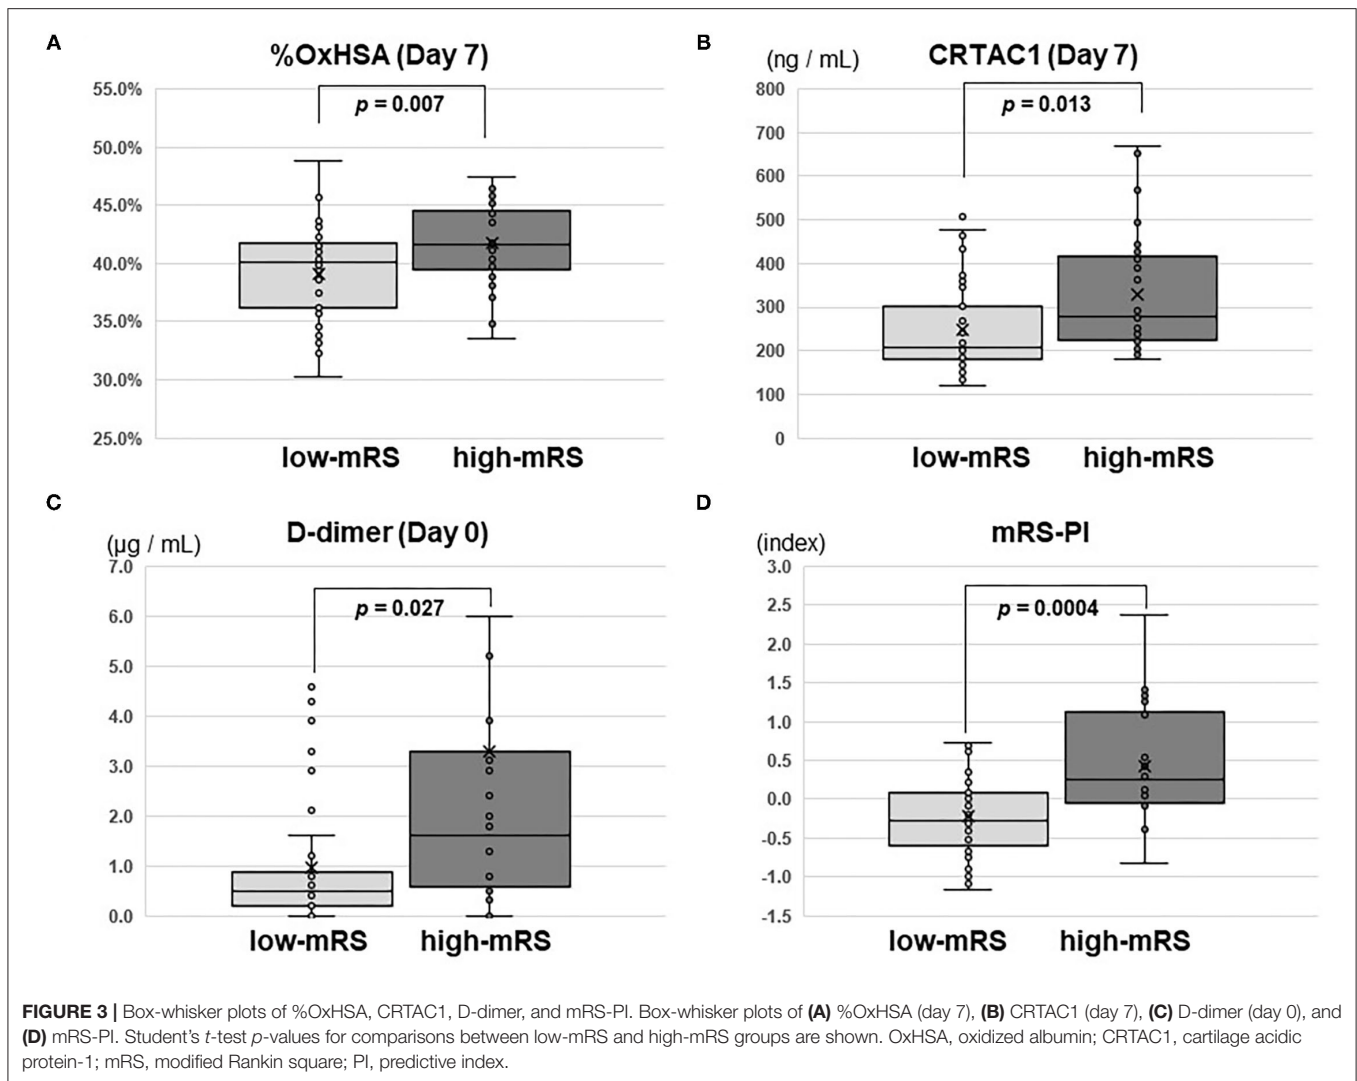 A
%OxHSA (Day 7)
55.0%
p = 0.007
50.0%
45.0%
40.0%
35.0%
30.0%
25.0%
low-mRS high-mRS
B
(ng / mL) CRTAC1 (Day 7)
800
p = 0.013
700
600
500
400
300
200
100
0
low-mRS high-mRS
C
D-dimer (Day 0)
(μg / mL)
7.0
p = 0.027
6.0
5.0
4.0
3.0
2.0
1.0
0.0
low-mRS high-mRS
D
mRS-PI
(index)
3.0
2.5
p = 0.0004
2.0
1.5
1.0
0.5
0.0
-0.5
-1.0
-1.5
low-mRS high-mRS
FIGURE 3 | Box-whisker plots of %OxHSA, CRTAC1, D-dimer, and mRS-PI. Box-whisker plots of (A) %OxHSA (day 7), (B) CRTAC1 (day 7), (C) D-dimer (day 0), and
(D) mRS-PI. Student's t-test p-values for comparisons between low-mRS and high-mRS groups are shown. OxHSA, oxidized albumin; CRTAC1, cartilage acidic
protein-1; mRS, modified Rankin square; PI, predictive index.